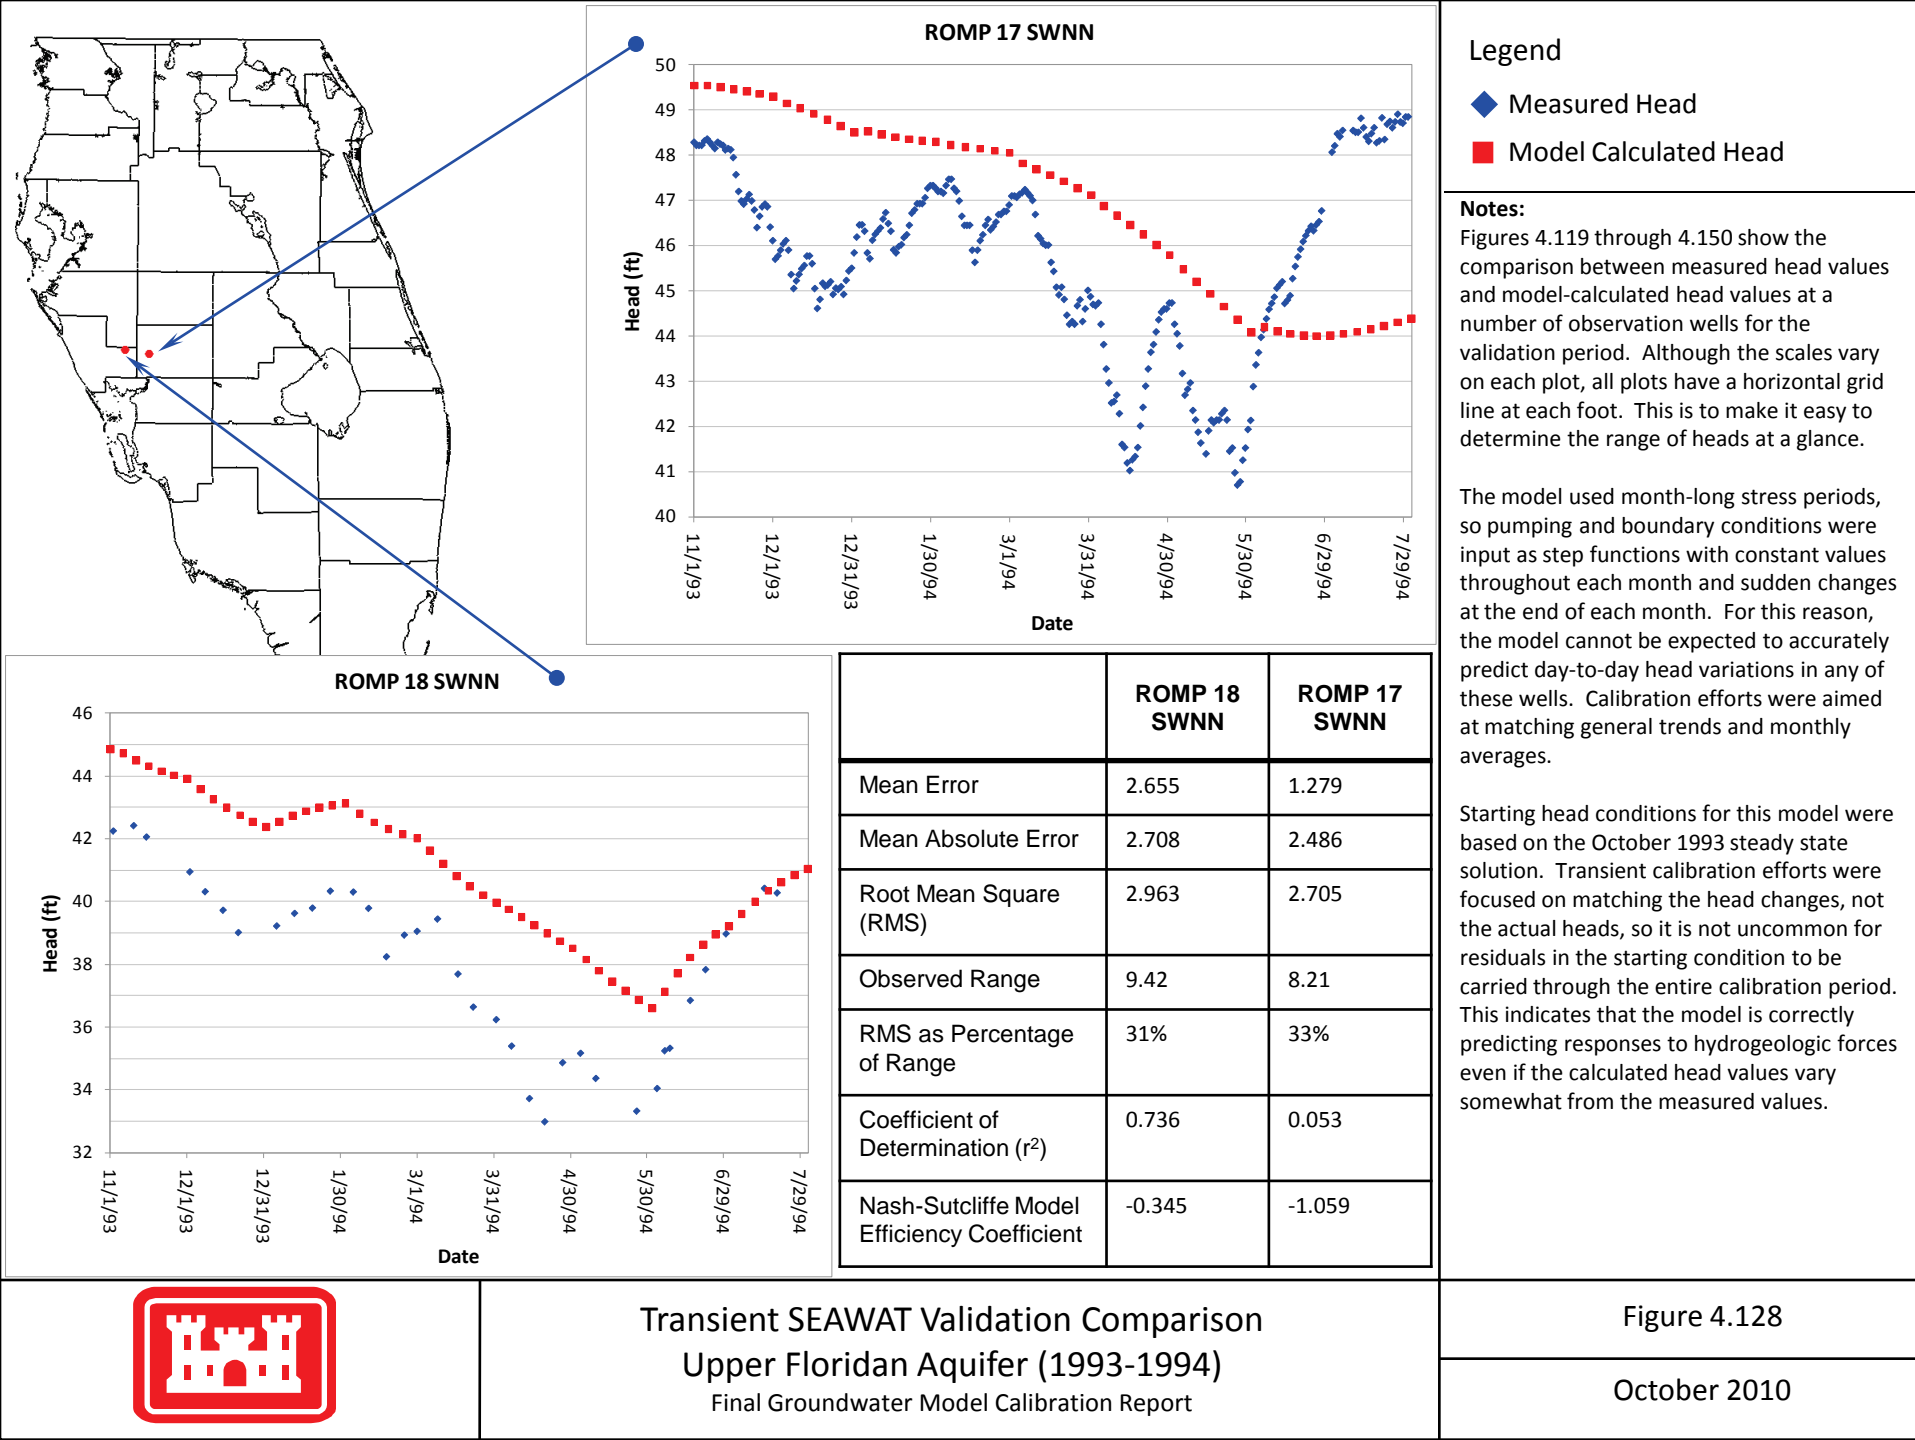 ROMP 17 SWNN
50
49
48
47
46
45
44
43
42
41
40
Head (ft)
11/1/93
12/1/93
12/31/93
1/30/94
3/1/94
3/31/94
4/30/94
5/30/94
6/29/94
7/29/94
Date
ROMP 18 SWNN
46
44
42
40
38
36
34
32
Head (ft)
11/1/93
12/1/93
12/31/93
1/30/94
3/1/94
3/31/94
4/30/94
5/30/94
6/29/94
7/29/94
Date
ROMP 18 ROMP 17
SWNN SWNN
Mean Error 2.655 1.279
Mean Absolute Error 2.708 2.486
Root Mean Square 2.963 2.705
(RMS)
Observed Range 9.42 8.21
RMS as Percentage 31% 33%
of Range
Coefficient of 0.736 0.053
Determination (r²)
Nash-Sutcliffe Model -0.345 -1.059
Efficiency Coefficient
Legend
Measured Head
Model Calculated Head
Notes:
Figures 4.119 through 4.150 show the
comparison between measured head values
and model-calculated head values at a
number of observation wells for the
validation period. Although the scales vary
on each plot, all plots have a horizontal grid
line at each foot. This is to make it easy to
determine the range of heads at a glance.
The model used month-long stress periods,
so pumping and boundary conditions were
input as step functions with constant values
throughout each month and sudden changes
at the end of each month. For this reason,
the model cannot be expected to accurately
predict day-to-day head variations in any of
these wells. Calibration efforts were aimed
at matching general trends and monthly
averages.
Starting head conditions for this model were
based on the October 1993 steady state
solution. Transient calibration efforts were
focused on matching the head changes, not
the actual heads, so it is not uncommon for
residuals in the starting condition to be
carried through the entire calibration period.
This indicates that the model is correctly
predicting responses to hydrogeologic forces
even if the calculated head values vary
somewhat from the measured values.
Transient SEAWAT Validation Comparison
Upper Floridan Aquifer (1993-1994)
Final Groundwater Model Calibration Report
Figure 4.128
October 2010